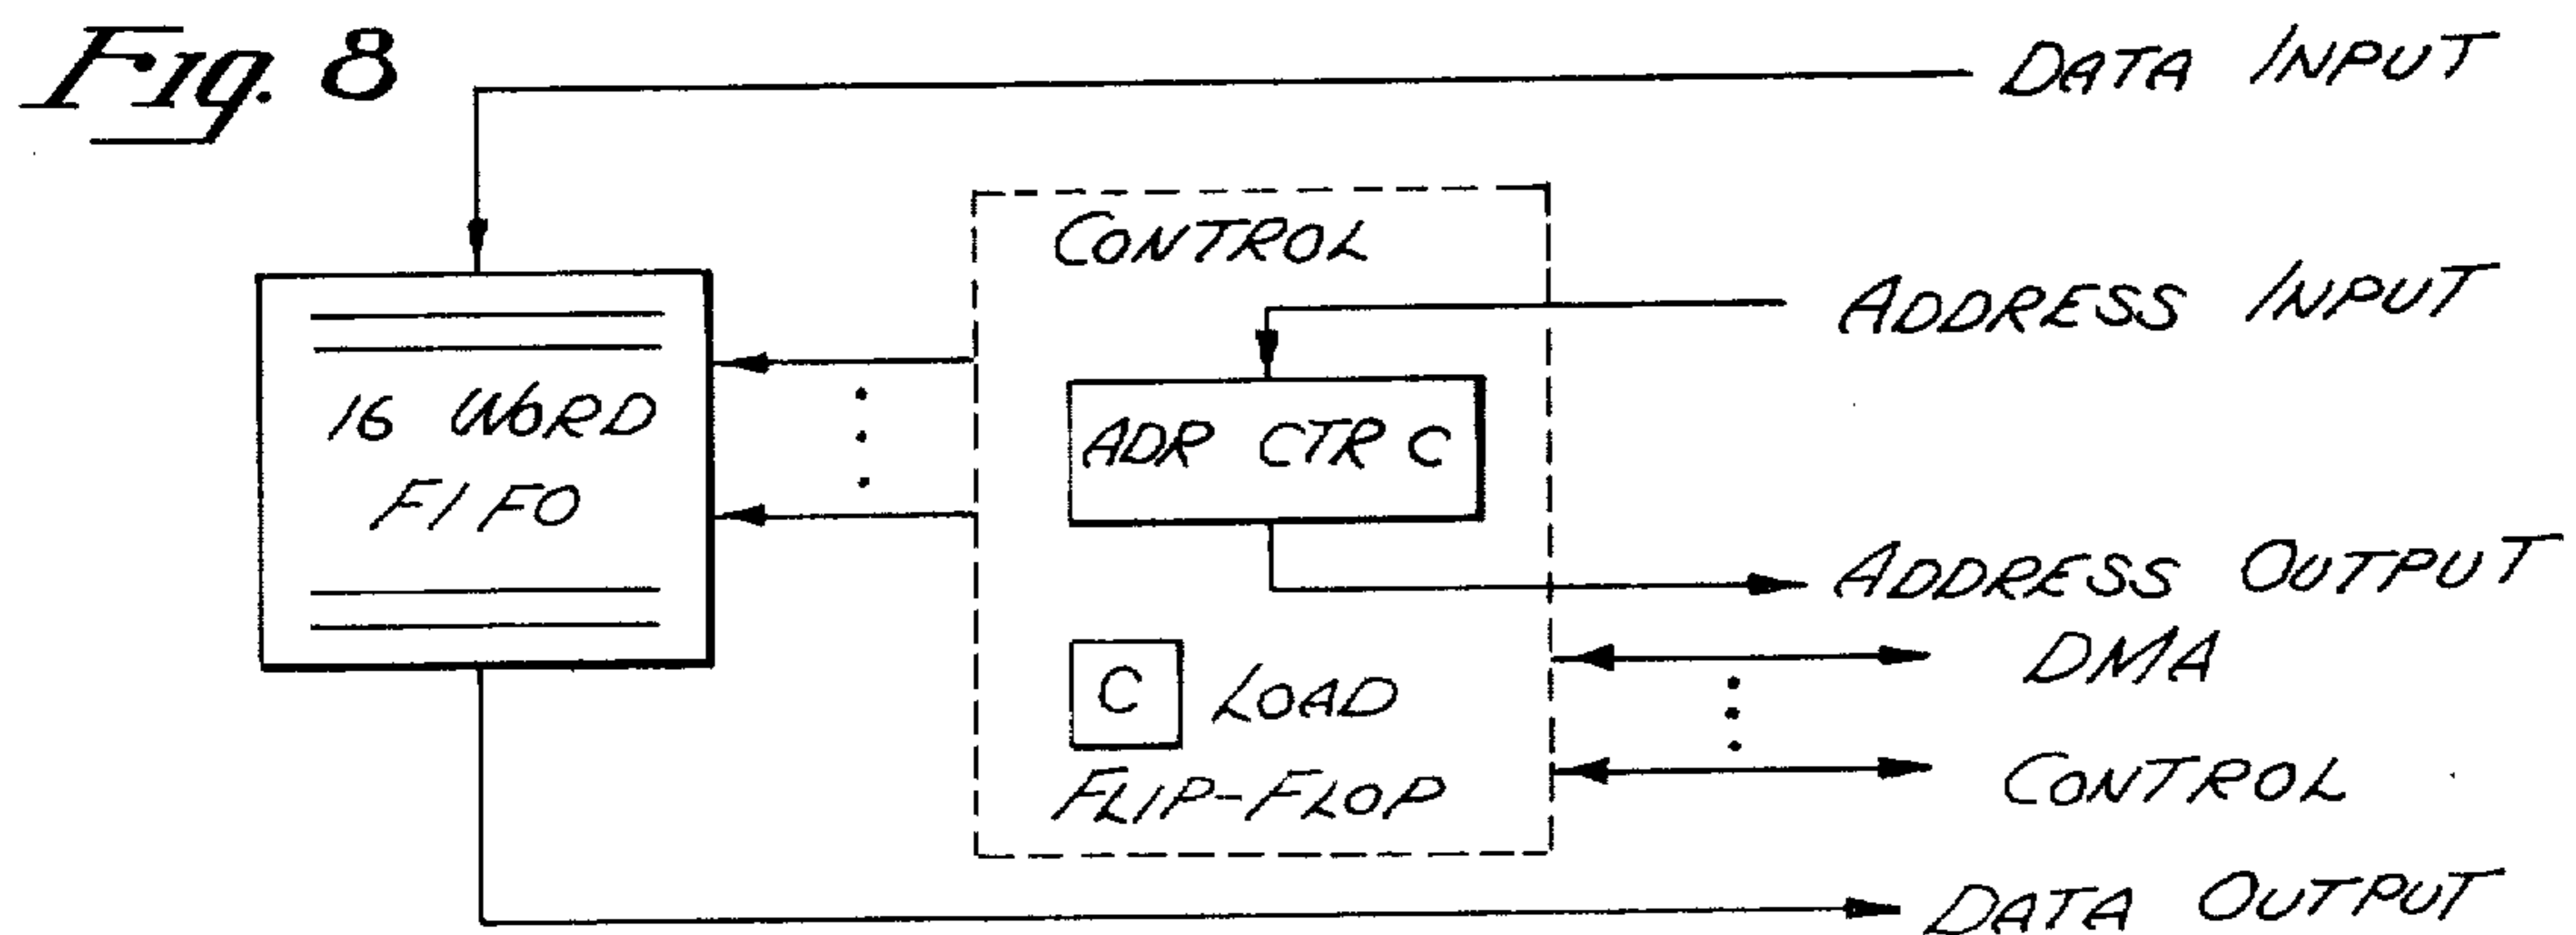 Fig. 8
DATA INPUT
CONTROL
ADDRESS INPUT
16 WORD
FIFO
ADR CTR C
ADDRESS OUTPUT
C LOAD
FLIP-FLOP
DMA
CONTROL
DATA OUTPUT